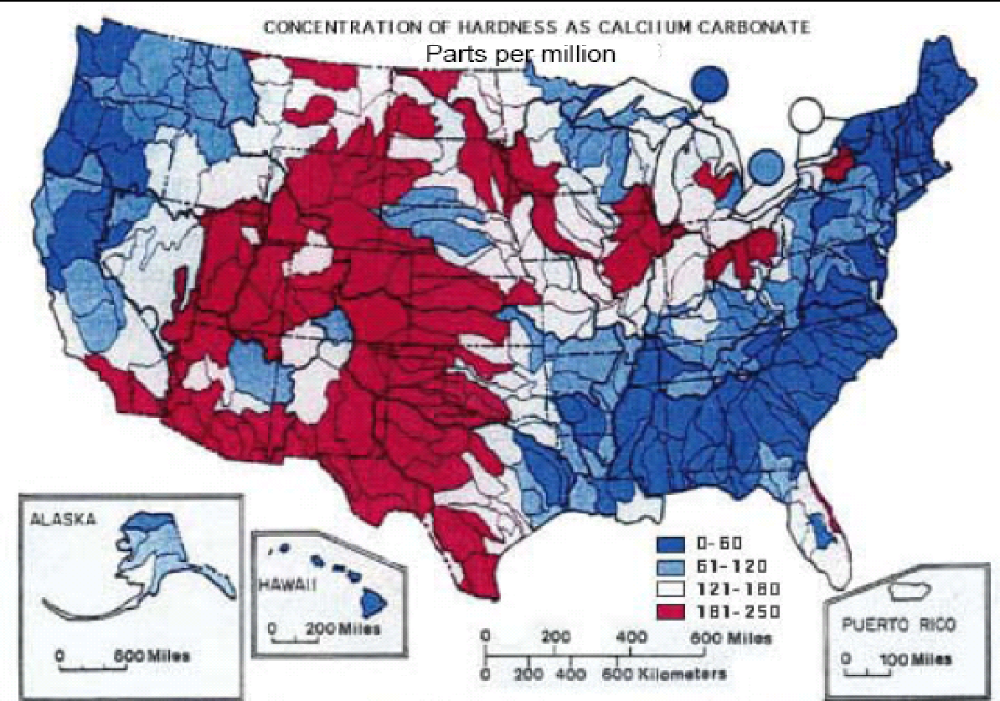 CONCENTRATION OF HARDNESS AS CALCIIUM CARBONATE
Parts per million
ALASKA
0 600 Miles
HAWAII
0 200 Miles
0-60
61-120
121-180
181-250
0 200 400 600 Miles
0 200 400 600 Kilometers
PUERTO RICO
0 100 Miles